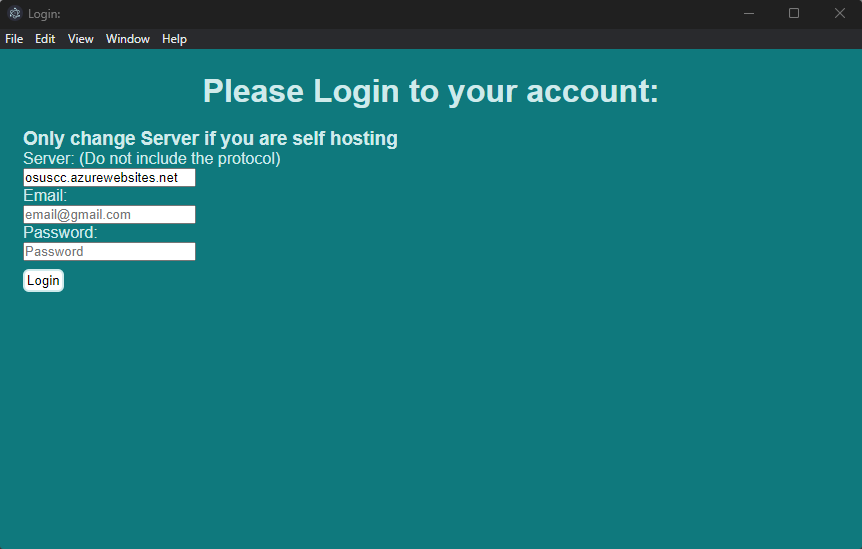 Login:
File Edit View Window Help
Please Login to your account:
Only change Server if you are self hosting
Server: (Do not include the protocol)
osuscc.azurewebsites.net
Email:
email@gmail.com
Password:
Password
Login